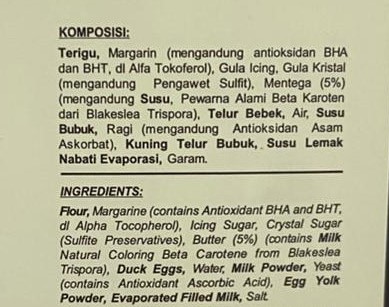 KOMPOSISI:
Terigu, Margarin (mengandung antioksidan BHA
dan BHT, dl Alfa Tokoferol), Gula Icing, Gula Kristal
(mengandung Pengawet Sulfit), Mentega (5%)
(mengandung Susu, Pewarna Alami Beta Karoten
dari Blakeslea Trispora), Telur Bebek, Air, Susu
Bubuk, Ragi (mengandung Antioksidan Asam
Askorbat), Kuning Telur Bubuk, Susu Lemak
Nabati Evaporasi, Garam.
INGREDIENTS:
Flour, Margarine (contains Antioxidant BHA and BHT,
dl Alpha Tocopherol), Icing Sugar, Crystal Sugar
(Sulfite Preservatives), Butter (5%) (contains Milk
Natural Coloring Beta Carotene from Blakeslea
Trispora), Duck Eggs, Water, Milk Powder, Yeast
(contains Antioxidant Ascorbic Acid), Egg Yolk
Powder, Evaporated Filled Milk, Salt.